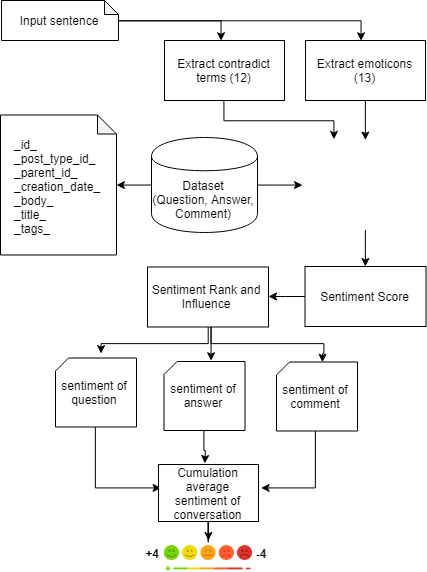 Input sentence
Extract contradict
terms (12)
Extract emoticons
(13)
_id_
_post_type_id_
_parent_id_
_creation_date_
_body_
_title_
_tags_
Dataset
(Question, Answer,
Comment)
Sentiment Rank and
Influence
Sentiment Score
sentiment of
question
sentiment of
answer
sentiment of
comment
Cumulation
average
sentiment of
conversation
+4
-4
+
-